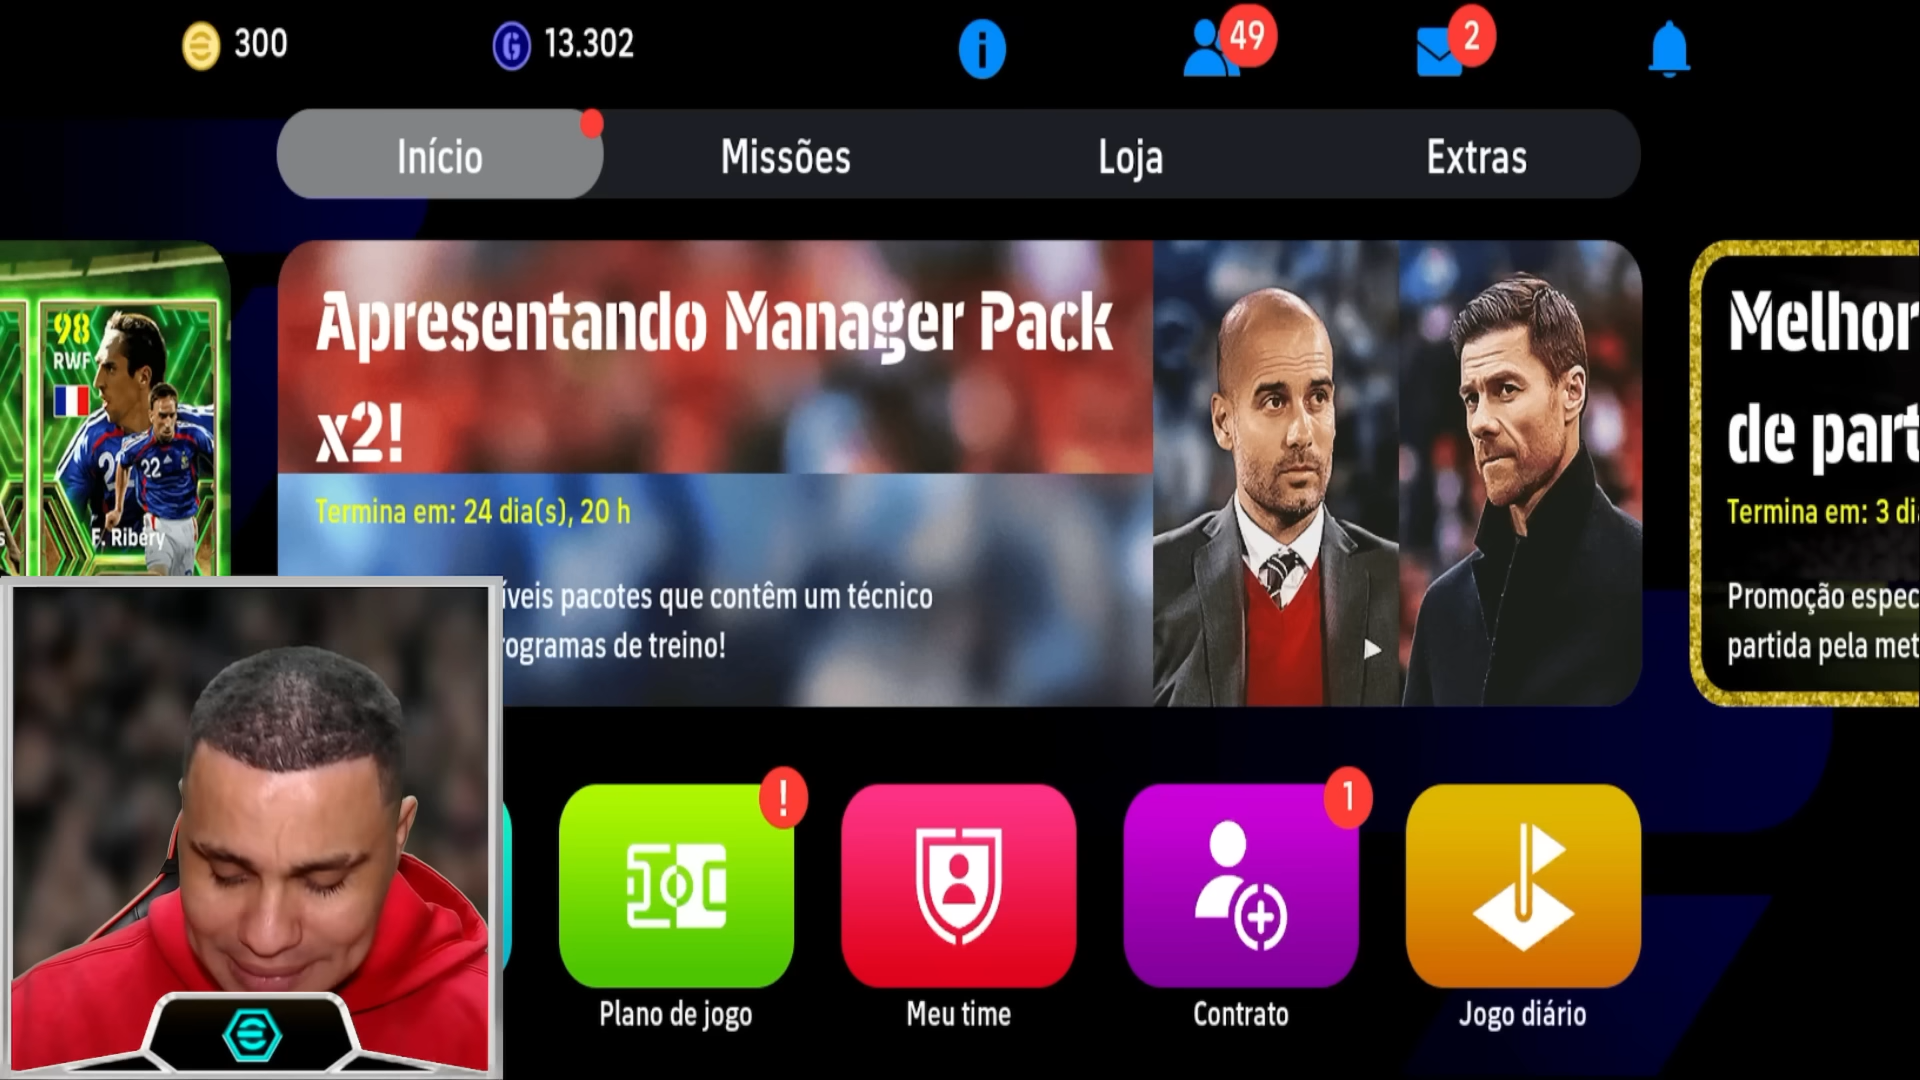 300
13.302
49
2
Início
Missões
Loja
Extras
98
RWF
22
F. Ribéry
Apresentando Manager Pack
x2!
Termina em: 24 dia(s), 20 h
íveis pacotes que contêm um técnico
rogramas de treino!
Melhor
de part
Termina em: 3 di
Promoção espec
partida pela met
!
1
Plano de jogo
Meu time
Contrato
Jogo diário